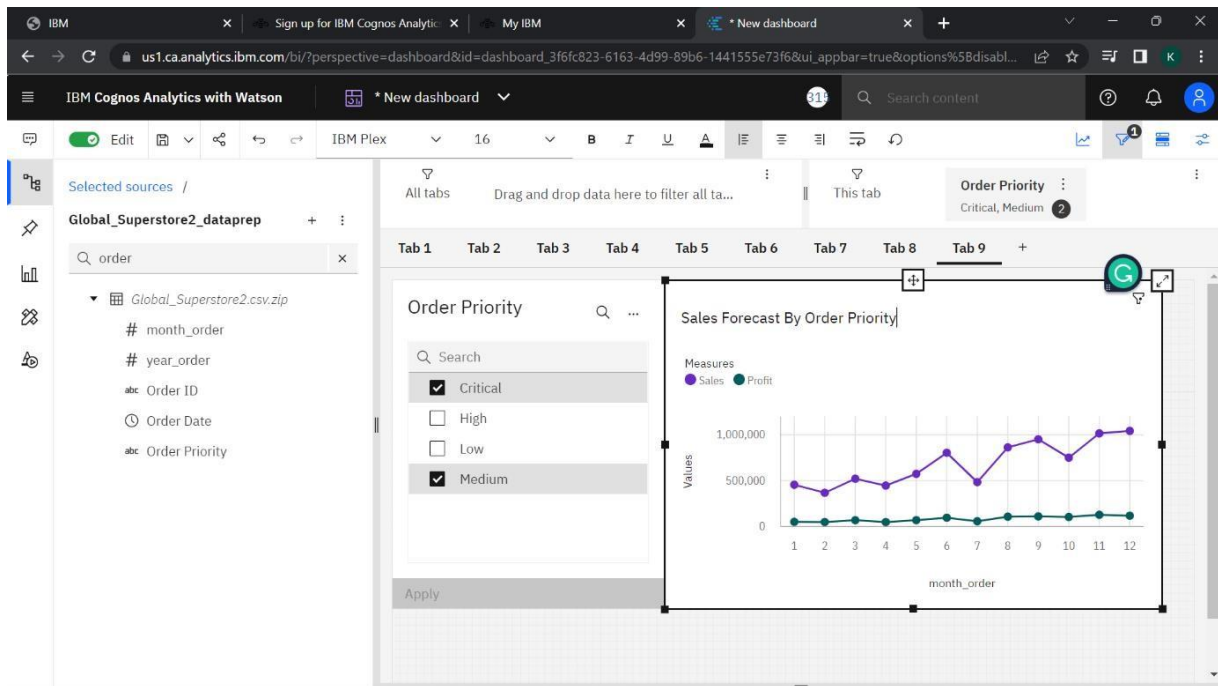 IBM
Sign up for IBM Cognos Analytic
My IBM
* New dashboard
us1.ca.analytics.ibm.com/bi/?perspective=dashboard&id=dashboard_3f6fc823-6163-4d99-89b6-1441555e73f6&ui_appbar=true&options%5Bdisabl...
K
IBM Cognos Analytics with Watson
* New dashboard
Search content
Edit
IBM Plex
16
B I U A
1
Selected sources /
Global_Superstore2_dataprep
order
Global_Superstore2.csv.zip
# month_order
# year_order
abc Order ID
Order Date
abc Order Priority
All tabs
Drag and drop data here to filter all ta...
This tab
Order Priority
Critical, Medium 2
Tab 1 Tab 2 Tab 3 Tab 4 Tab 5 Tab 6 Tab 7 Tab 8 Tab 9 +
Order Priority
Search
Critical
High
Low
Medium
Apply
Sales Forecast By Order Priority
Measures
Sales Profit
Values
1,000,000
500,000
0
1 2 3 4 5 6 7 8 9 10 11 12
month_order